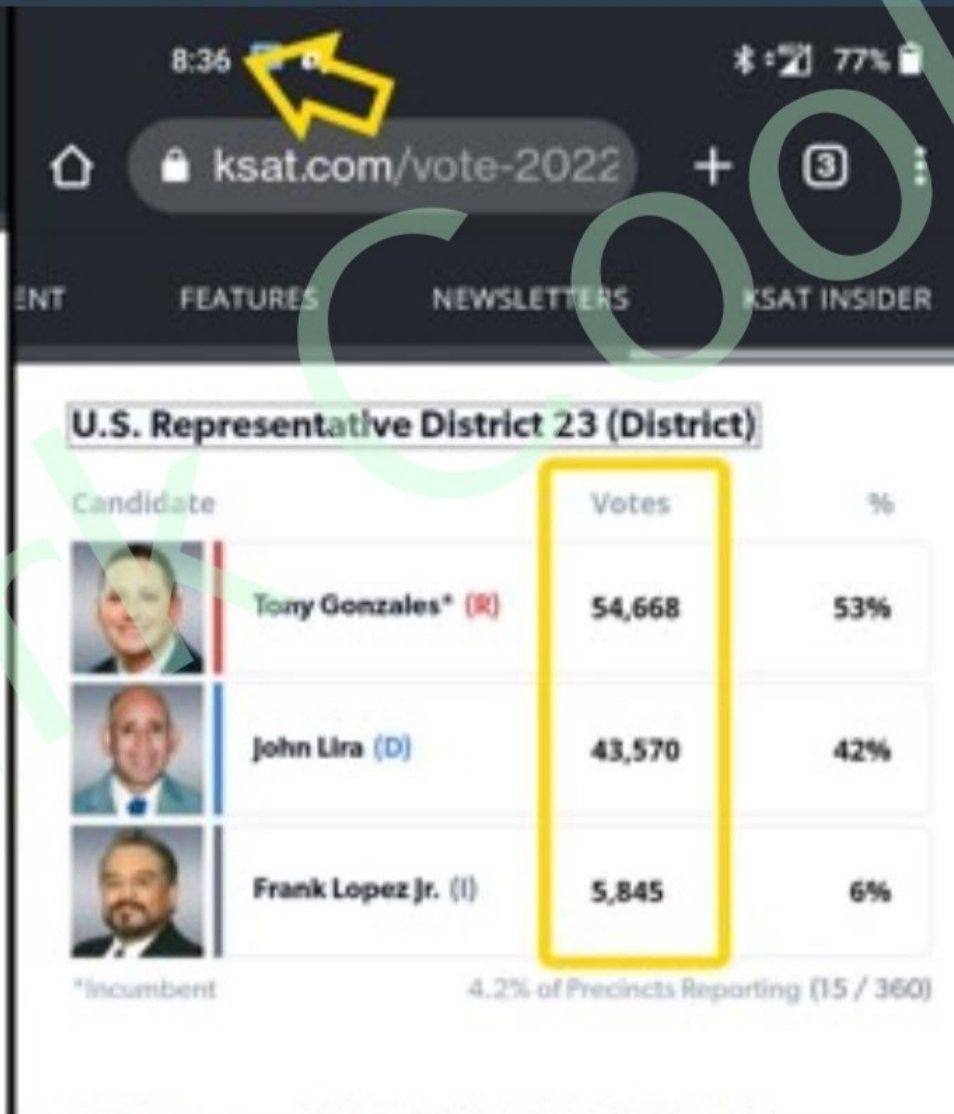 8:36 77%
ksat.com/vote-2022 3
ENT FEATURES NEWSLETTERS KSAT INSIDER
U.S. Representative District 23 (District)
Candidate Votes %
Tony Gonzales* (R) 54,668 53%
John Lira (D) 43,570 42%
Frank Lopez Jr. (I) 5,845 6%
*Incumbent 4.2% of Precincts Reporting (15 / 360)